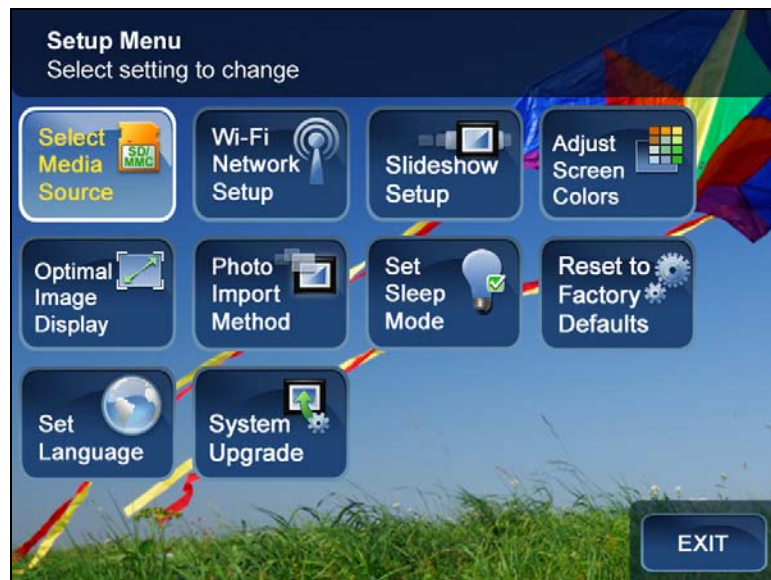 Setup Menu
Select setting to change
Select
Media
Source
SD/
MMC
Wi-Fi
Network
Setup
Slideshow
Setup
Adjust
Screen
Colors
Optimal
Image
Display
Photo
Import
Method
Set
Sleep
Mode
Reset to
Factory
Defaults
Set
Language
System
Upgrade
EXIT